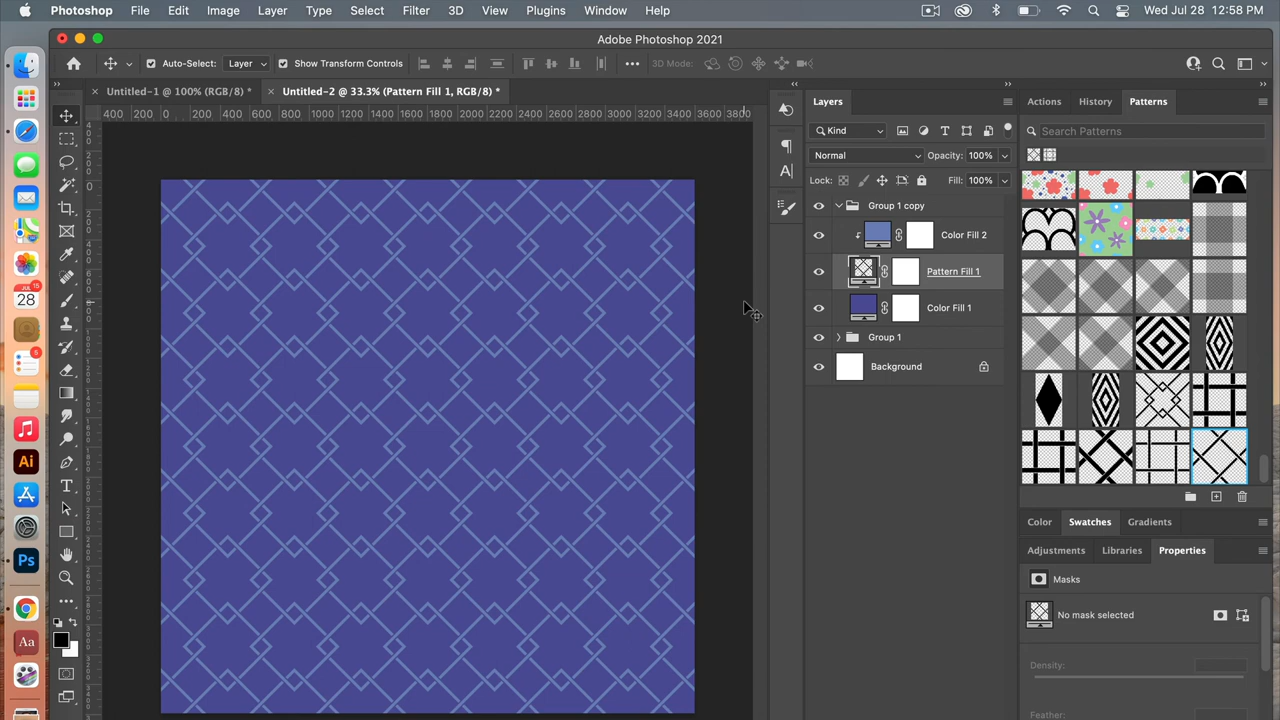 Photoshop File Edit Image Layer Type Select Filter 3D View Plugins Window Help Wed Jul 28 12:58 PM
Adobe Photoshop 2021
Auto-Select: Layer Show Transform Controls 3D Mode:
Untitled-1 @ 100% (RGB/8) * Untitled-2 @ 33.3% (Pattern Fill 1, RGB/8) *
400 200 0 200 400 600 800 1000 1200 1400 1600 1800 2000 2200 2400 2600 2800 3000 3200 3400 3600 3800
Layers
Kind
Normal Opacity: 100%
Lock: Fill: 100%
Group 1 copy
Color Fill 2
Pattern Fill 1
Color Fill 1
Group 1
Background
Actions History Patterns
Search Patterns
Color Swatches Gradients
Adjustments Libraries Properties
Masks
No mask selected
Density:
Feather:
JUL
28
6
Ai
Ps
Aa